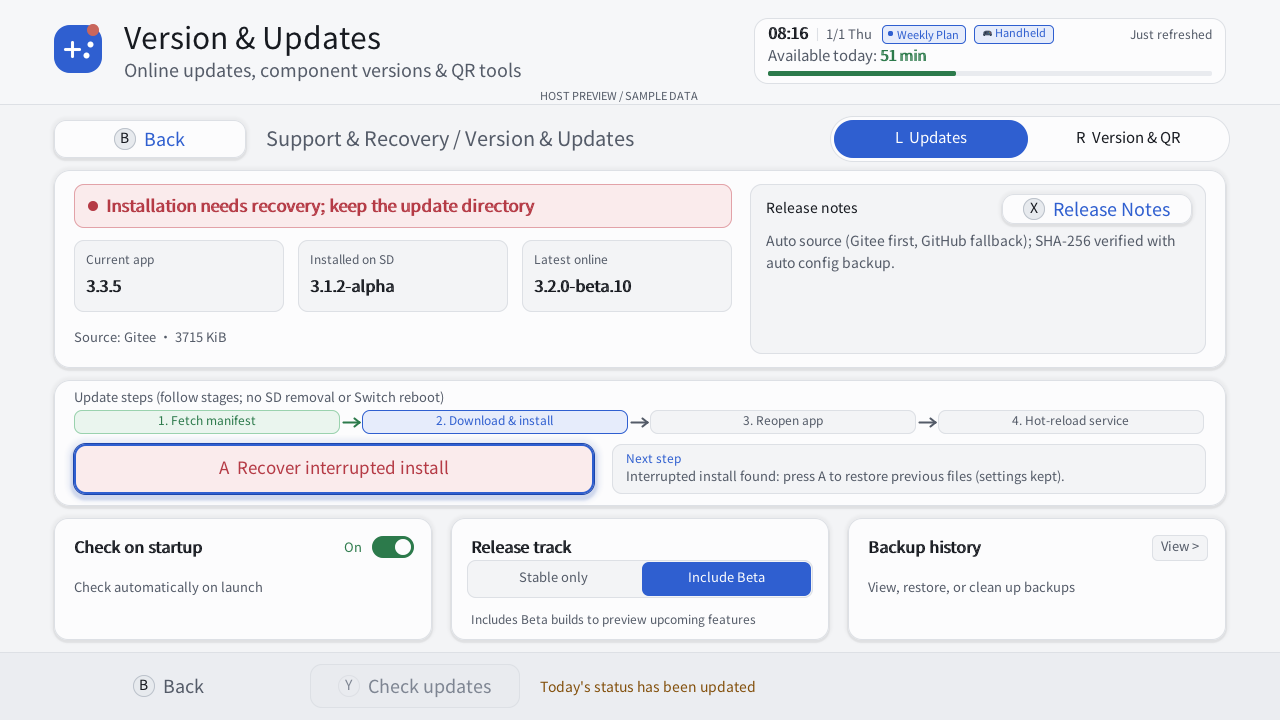 Version & Updates
Online updates, component versions & QR tools
08:16
1/1 Thu
Weekly Plan
Handheld
Just refreshed
Available today: 51 min
HOST PREVIEW / SAMPLE DATA
B Back
Support & Recovery / Version & Updates
L Updates
R Version & QR
Installation needs recovery; keep the update directory
Current app
3.3.5
Installed on SD
3.1.2-alpha
Latest online
3.2.0-beta.10
Source: Gitee · 3715 KiB
Release notes
X Release Notes
Auto source (Gitee first, GitHub fallback); SHA-256 verified with
auto config backup.
Update steps (follow stages; no SD removal or Switch reboot)
1. Fetch manifest
2. Download & install
3. Reopen app
4. Hot-reload service
A Recover interrupted install
Next step
Interrupted install found: press A to restore previous files (settings kept).
Check on startup
On
Check automatically on launch
Release track
Stable only
Include Beta
Includes Beta builds to preview upcoming features
Backup history
View >
View, restore, or clean up backups
B Back
Y Check updates
Today's status has been updated